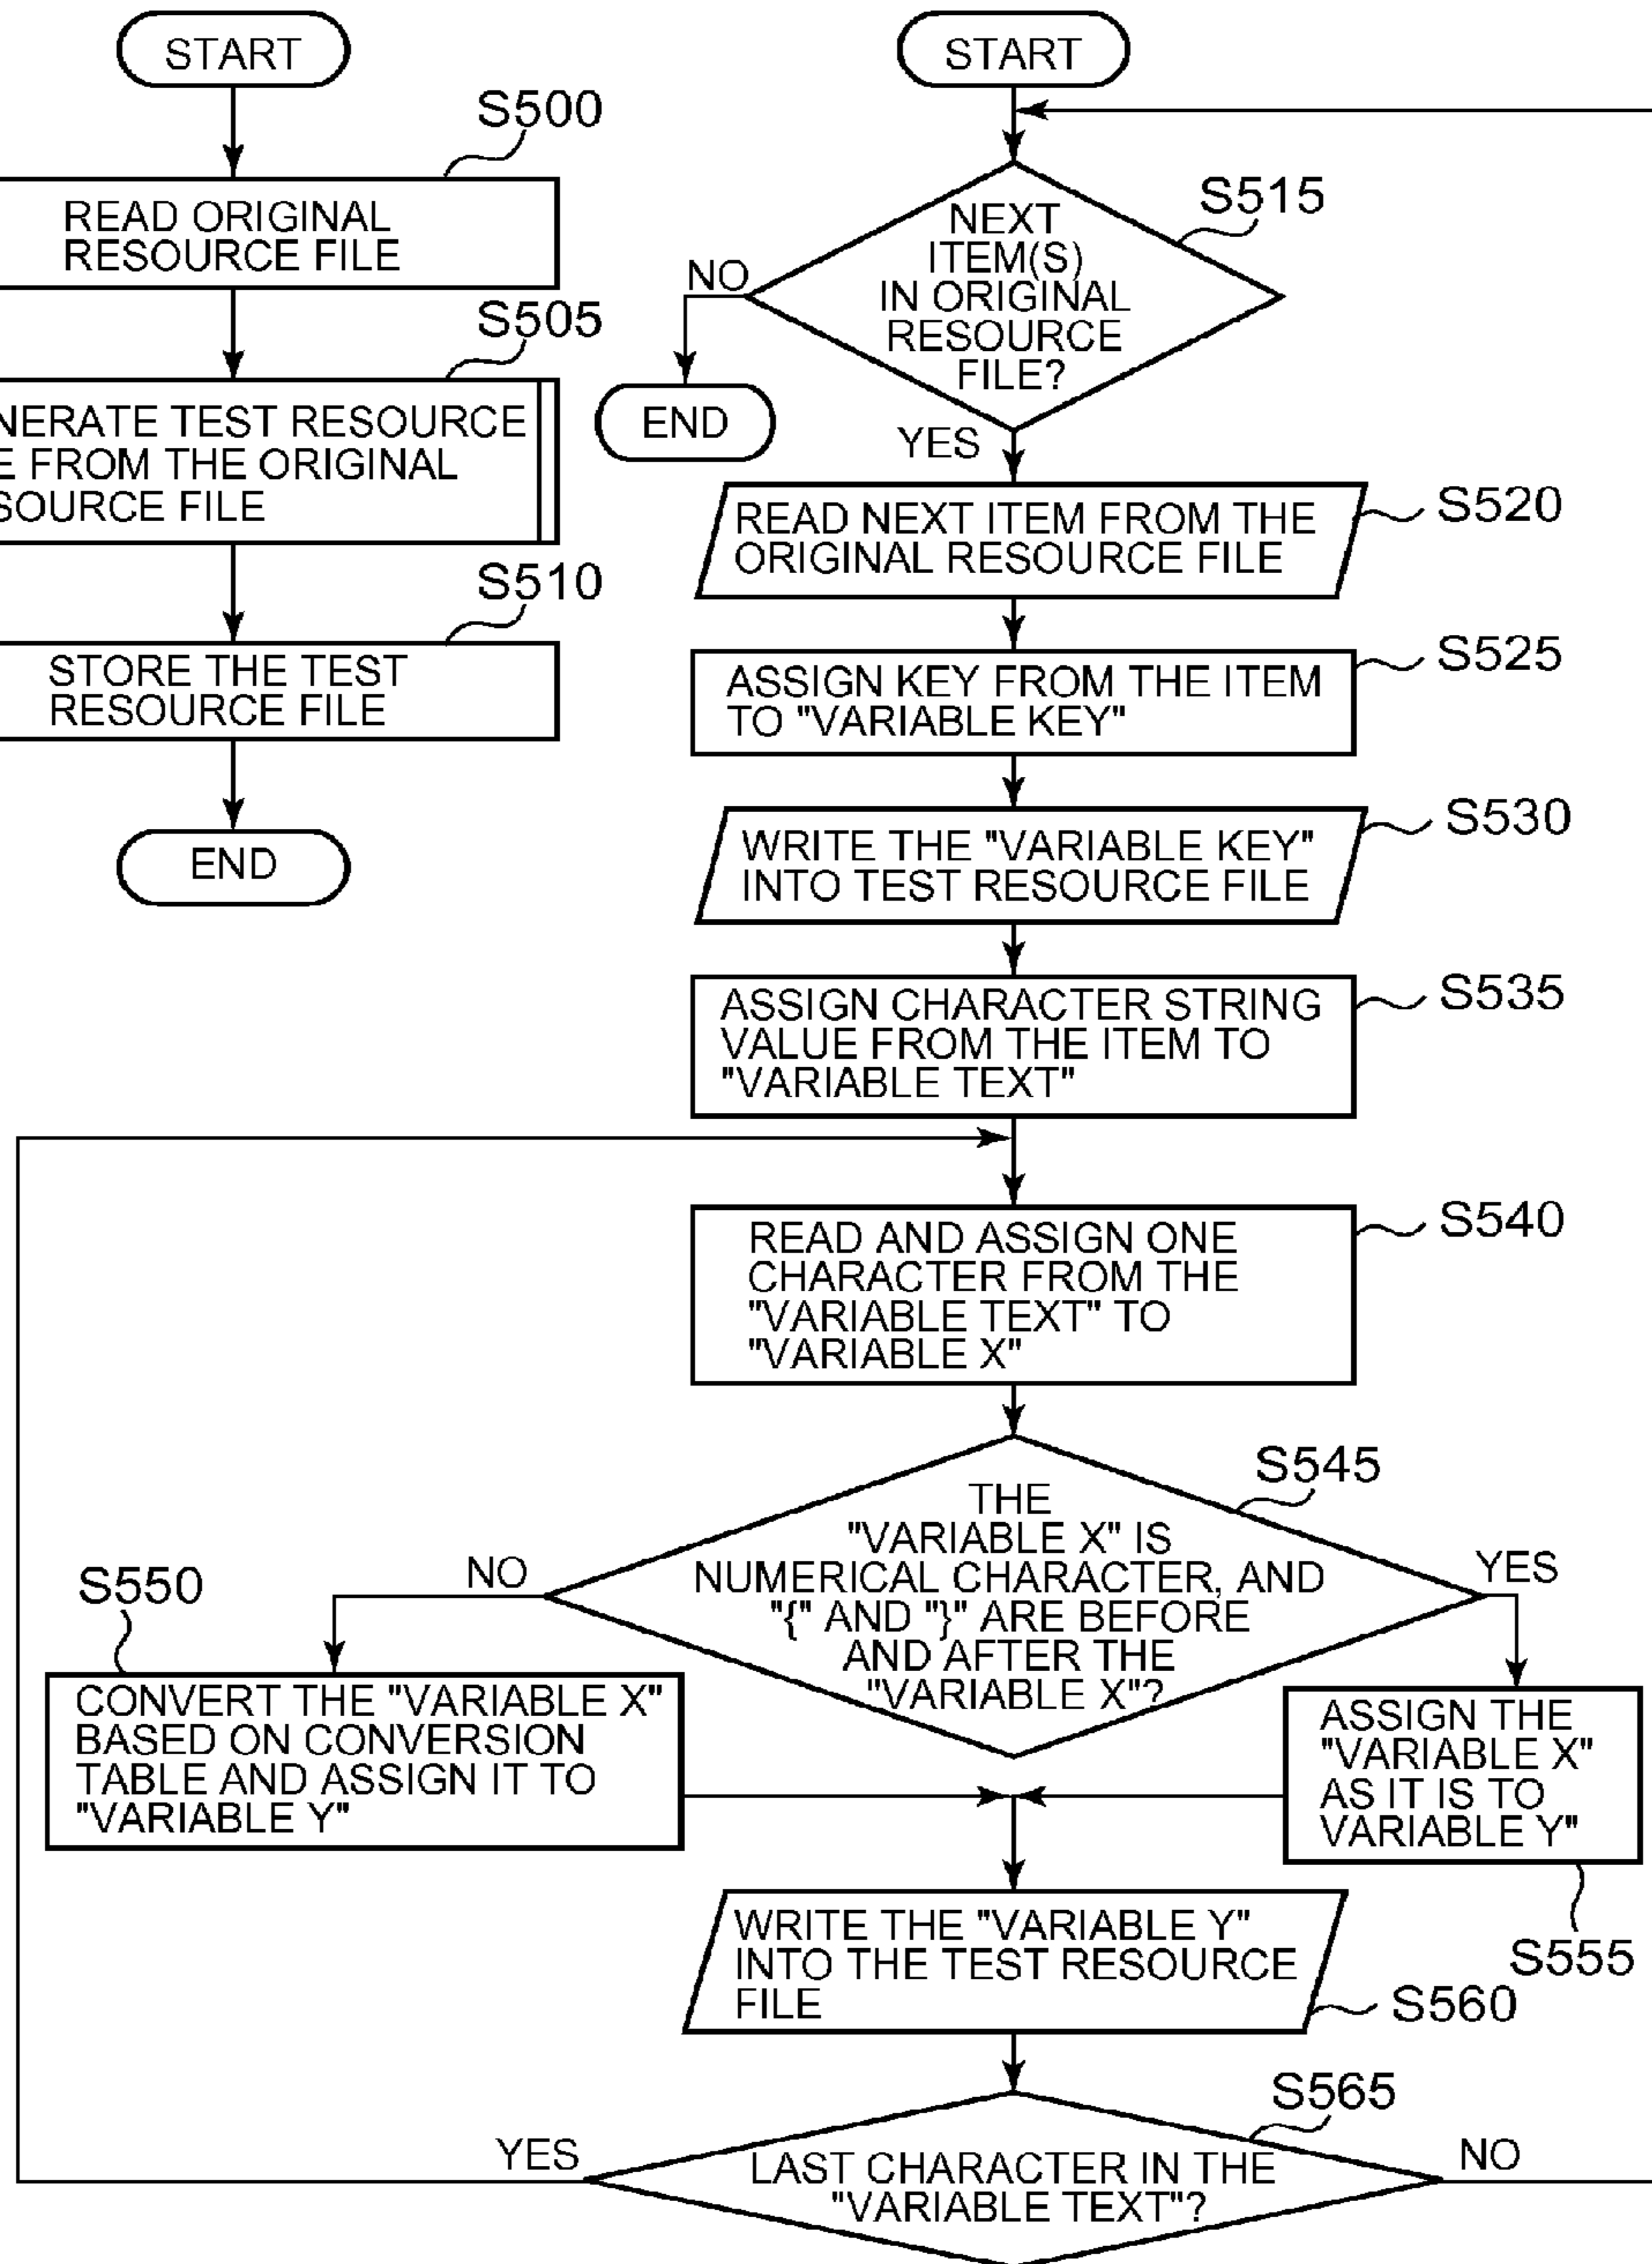 START
S500
READ ORIGINAL
RESOURCE FILE
S505
NERATE TEST RESOURCE
E FROM THE ORIGINAL
SOURCE FILE
S510
STORE THE TEST
RESOURCE FILE
END
START
S515
NEXT
ITEM(S)
IN ORIGINAL
RESOURCE
FILE?
NO
END
YES
S520
READ NEXT ITEM FROM THE
ORIGINAL RESOURCE FILE
S525
ASSIGN KEY FROM THE ITEM
TO "VARIABLE KEY"
S530
WRITE THE "VARIABLE KEY"
INTO TEST RESOURCE FILE
S535
ASSIGN CHARACTER STRING
VALUE FROM THE ITEM TO
"VARIABLE TEXT"
S540
READ AND ASSIGN ONE
CHARACTER FROM THE
"VARIABLE TEXT" TO
"VARIABLE X"
S545
THE
"VARIABLE X" IS
NUMERICAL CHARACTER, AND
"{" AND "}" ARE BEFORE
AND AFTER THE
"VARIABLE X"?
NO
YES
S550
CONVERT THE "VARIABLE X"
BASED ON CONVERSION
TABLE AND ASSIGN IT TO
"VARIABLE Y"
ASSIGN THE
"VARIABLE X"
AS IT IS TO
VARIABLE Y"
S555
WRITE THE "VARIABLE Y"
INTO THE TEST RESOURCE
FILE
S560
S565
LAST CHARACTER IN THE
"VARIABLE TEXT"?
YES
NO